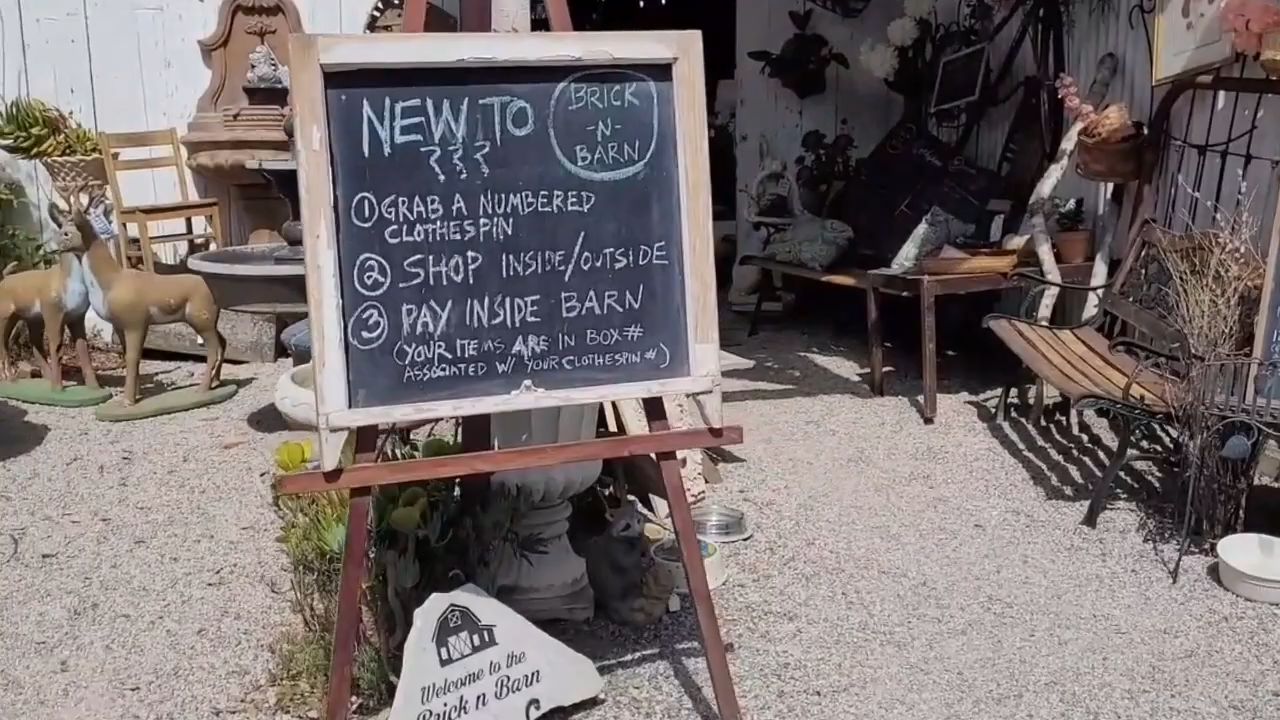 NEW TO
???
BRICK
-N-
BARN
① GRAB A NUMBERED
CLOTHESPIN
② SHOP INSIDE/OUTSIDE
③ PAY INSIDE BARN
(YOUR ITEMS ARE IN BOX#
ASSOCIATED W/ YOUR CLOTHESPIN #)
Welcome to the
Brick n Barn